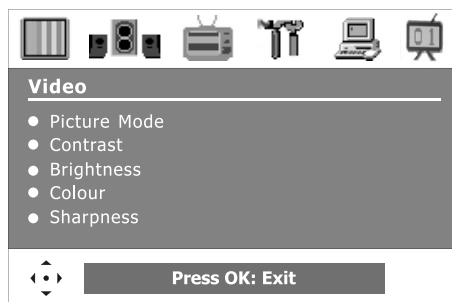 01
Video
Picture Mode
Contrast
Brightness
Colour
Sharpness
Press OK: Exit